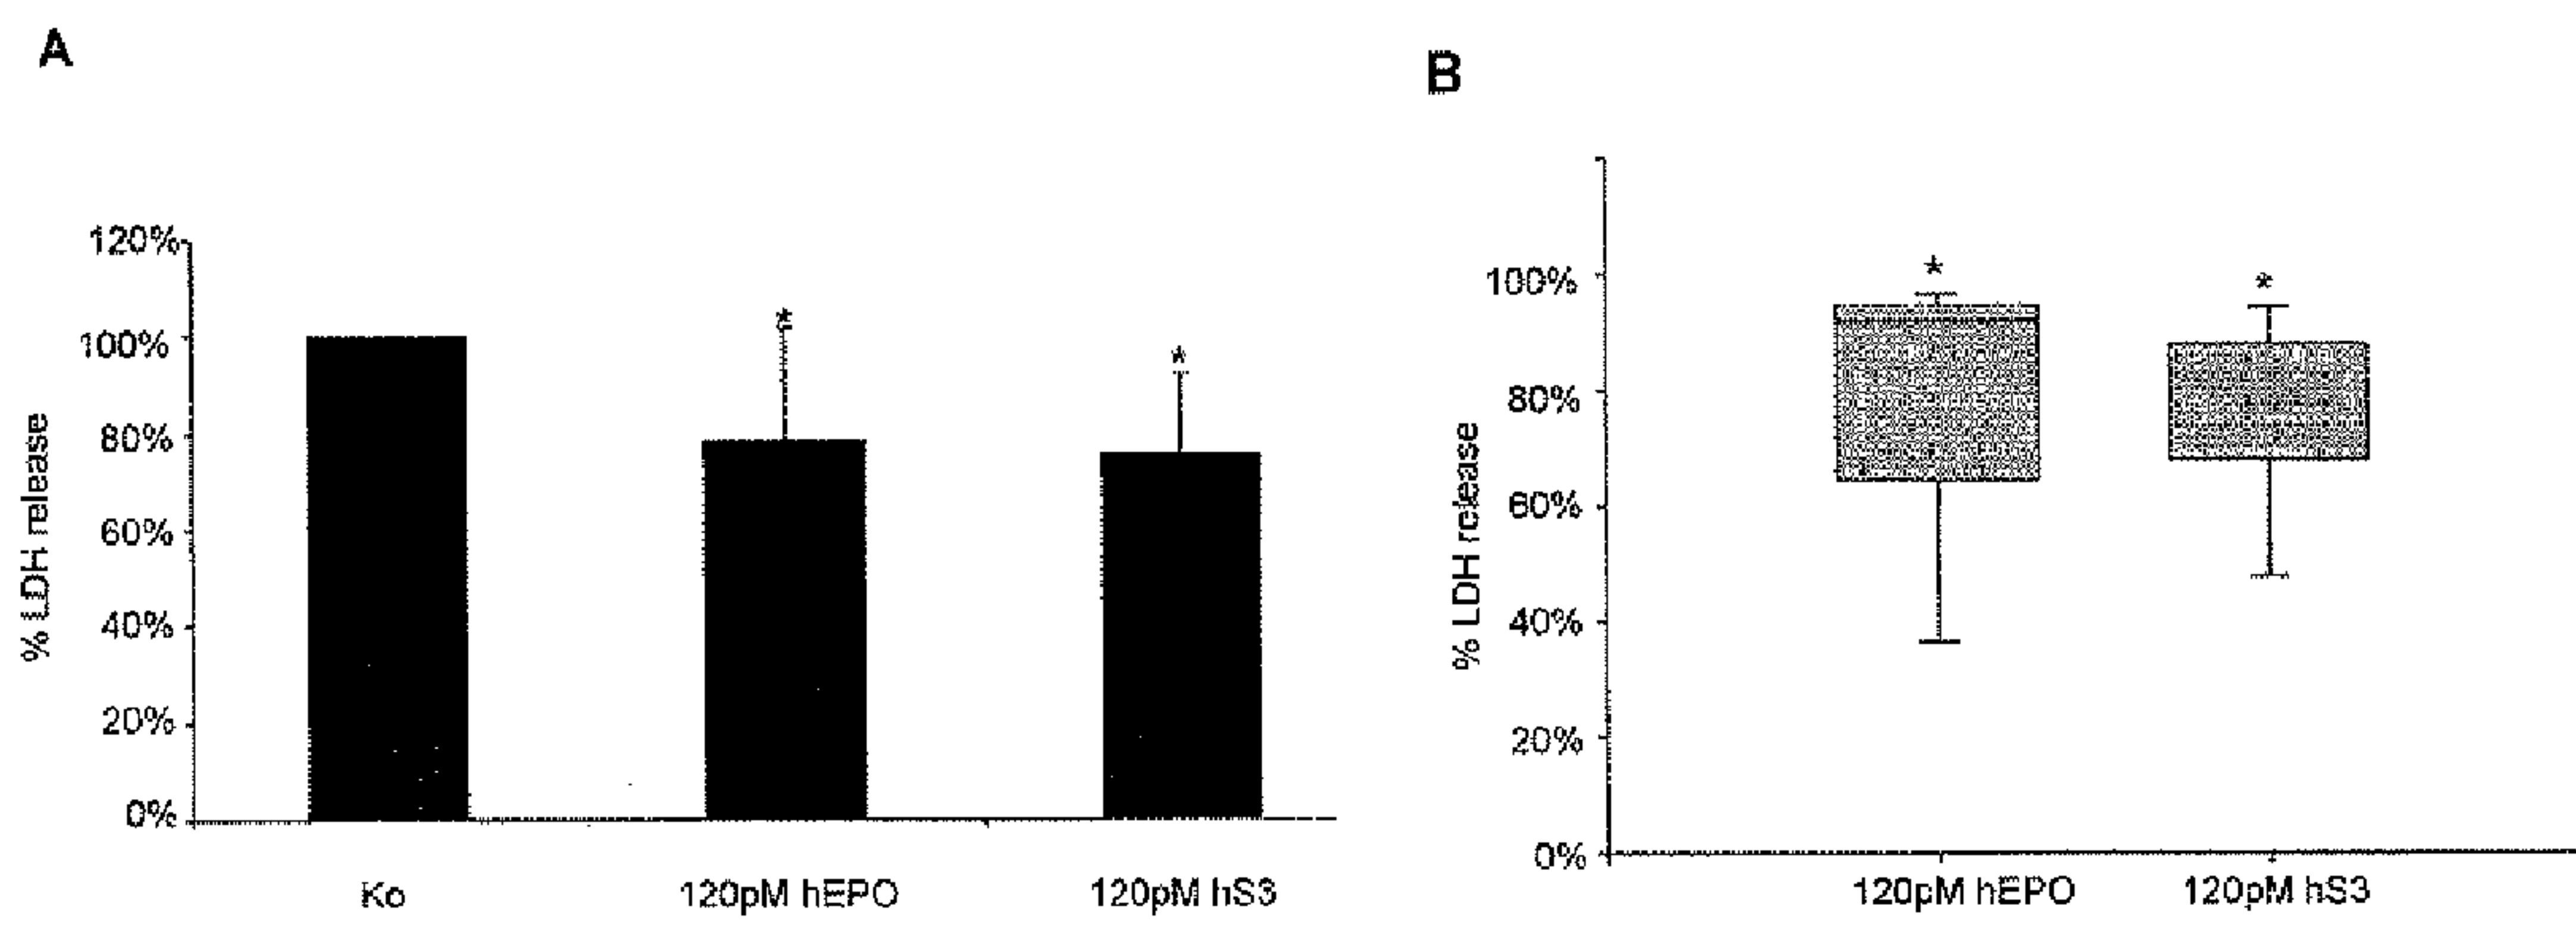 A
120%
100%
80%
60%
40%
20%
0%
% LDH release
*
*
Ko
120pM hEPO
120pM hS3
B
100%
80%
60%
40%
20%
0%
% LDH release
*
*
120pM hEPO
120pM hS3